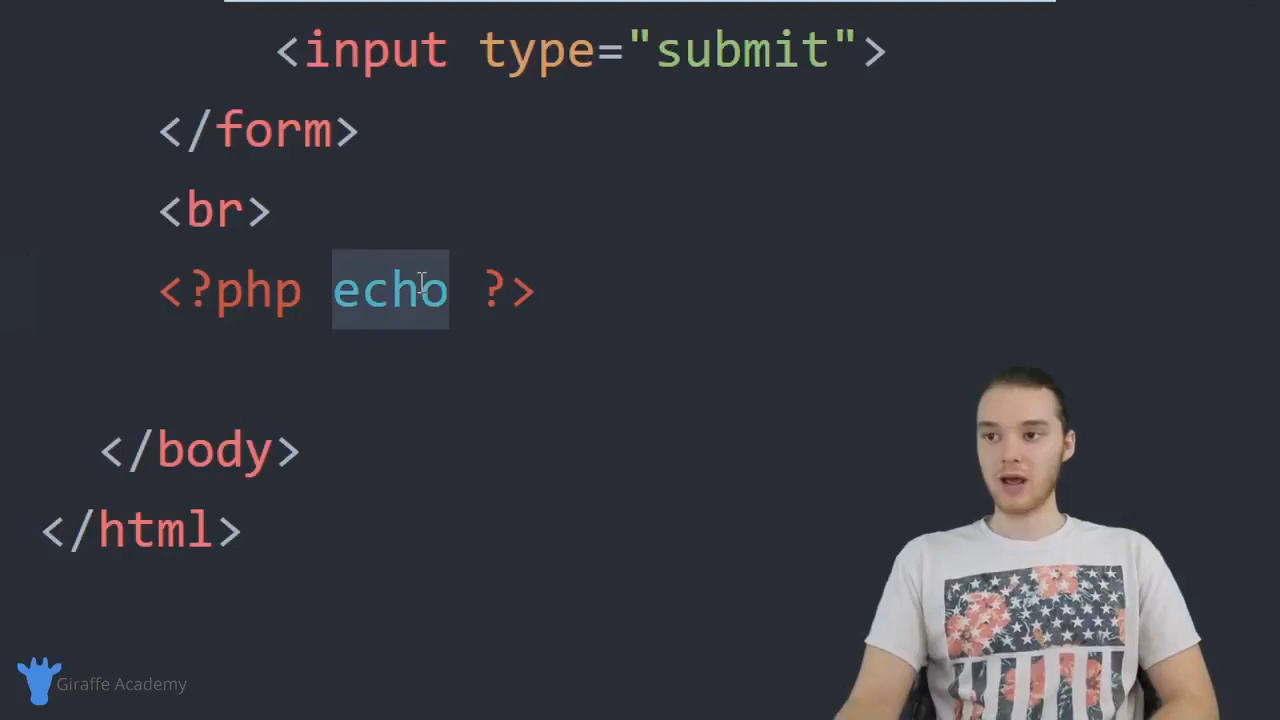 <input type="submit">
</form>
<br>
<?php echo ?>
</body>
</html>
Giraffe Academy